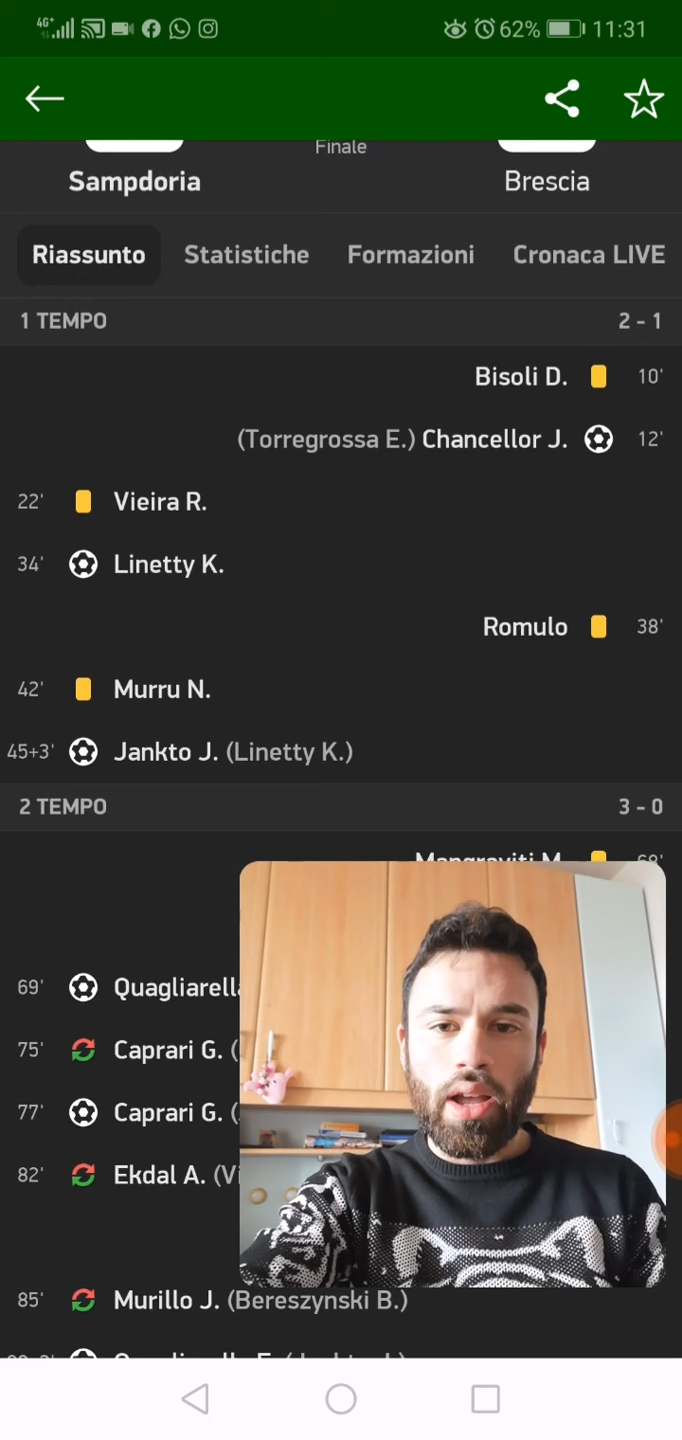 4G+ 62% 11:31
Finale
Sampdoria Brescia
Riassunto Statistiche Formazioni Cronaca LIVE
1 TEMPO 2 - 1
Bisoli D. 10'
(Torregrossa E.) Chancellor J. 12'
22' Vieira R.
34' Linetty K.
Romulo 38'
42' Murru N.
45+3' Jankto J. (Linetty K.)
2 TEMPO 3 - 0
69' Quagliarella
75' Caprari G. (
77' Caprari G. (
82' Ekdal A. (Vi
85' Murillo J. (Bereszynski B.)